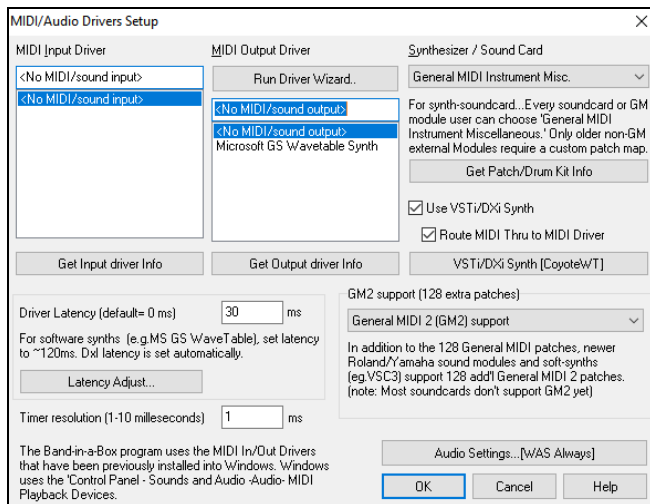 MIDI/Audio Drivers Setup
MIDI Input Driver
<No MIDI/sound input>
<No MIDI/sound input>
Get Input driver Info
MIDI Output Driver
Run Driver Wizard..
<No MIDI/sound output>
<No MIDI/sound output>
Microsoft GS Wavetable Synth
Get Output driver Info
Synthesizer / Sound Card
General MIDI Instrument Misc.
For synth-soundcard...Every soundcard or GM
module user can choose 'General MIDI
Instrument Miscellaneous.' Only older non-GM
external Modules require a custom patch map.
Get Patch/Drum Kit Info
Use VSTi/DXi Synth
Route MIDI Thru to MIDI Driver
VSTi/DXi Synth [CoyoteWT]
Driver Latency (default= 0 ms) 30 ms
For software synths (e.g.MS GS WaveTable), set latency
to ~120ms. DxI latency is set automatically.
Latency Adjust...
Timer resolution (1-10 milleseconds) 1 ms
The Band-in-a-Box program uses the MIDI In/Out Drivers
that have been previously installed into Windows. Windows
uses the 'Control Panel - Sounds and Audio -Audio- MIDI
Playback Devices.
GM2 support (128 extra patches)
General MIDI 2 (GM2) support
In addition to the 128 General MIDI patches, newer
Roland/Yamaha sound modules and soft-synths
(eg.VSC3) support 128 add'l General MIDI 2 patches.
(note: Most soundcards don't support GM2 yet)
Audio Settings...[WAS Always]
OK Cancel Help